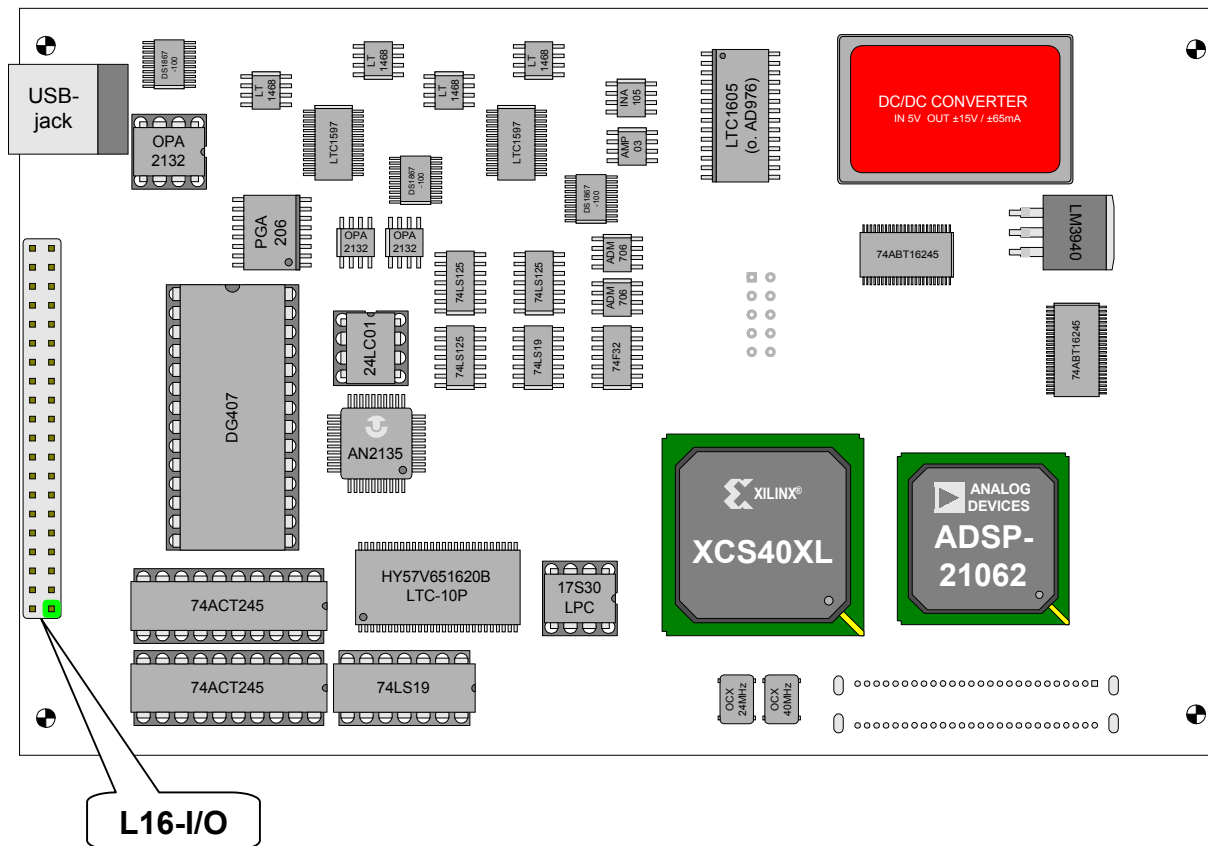 USB-
jack
DS1867
-100
LT
1468
LT
1468
LT
1468
LT
1468
OPA
2132
LTC1597
LTC1597
DS1867
-100
DS1867
-100
INA
105
AMP
03
LTC1605
(o. AD976)
DC/DC CONVERTER
IN 5V OUT ±15V / ±65mA
PGA
206
OPA
2132
OPA
2132
ADM
706
ADM
706
74LS125
74LS125
74LS125
74LS19
74F32
LM3940
74ABT16245
74ABT16245
24LC01
DG407
AN2135
XILINX®
XCS40XL
ANALOG
DEVICES
ADSP-
21062
HY57V651620B
LTC-10P
17S30
LPC
74ACT245
74ACT245
74LS19
OCX
24MHz
OCX
40MHz
L16-I/O